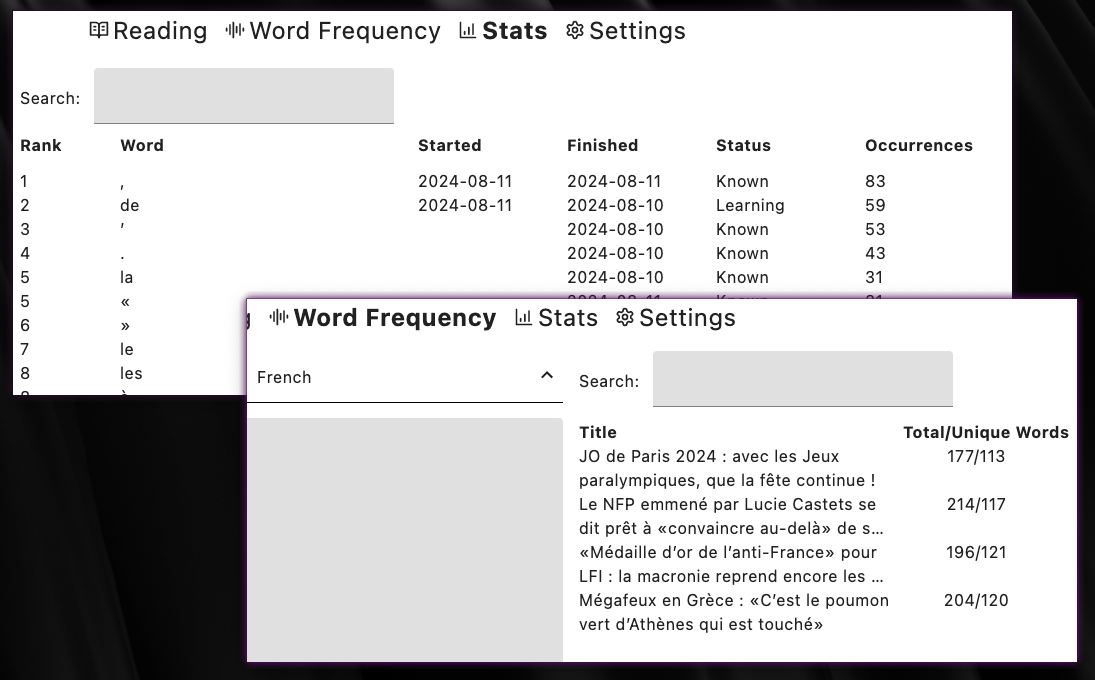 Reading Word Frequency Stats Settings
Search:
Rank Word Started Finished Status Occurrences
1 , 2024-08-11 2024-08-11 Known 83
2 de 2024-08-11 2024-08-10 Learning 59
3 ’ 2024-08-10 Known 53
4 . 2024-08-10 Known 43
5 la 2024-08-10 Known 31
5 «
6 »
7 le
8 les
Word Frequency Stats Settings
French
Search:
Title Total/Unique Words
JO de Paris 2024 : avec les Jeux 177/113
paralympiques, que la fête continue !
Le NFP emmené par Lucie Castets se 214/117
dit prêt à «convaincre au-delà» de s...
«Médaille d’or de l’anti-France» pour 196/121
LFI : la macronie reprend encore les ...
Mégafeux en Grèce : «C’est le poumon 204/120
vert d’Athènes qui est touché»